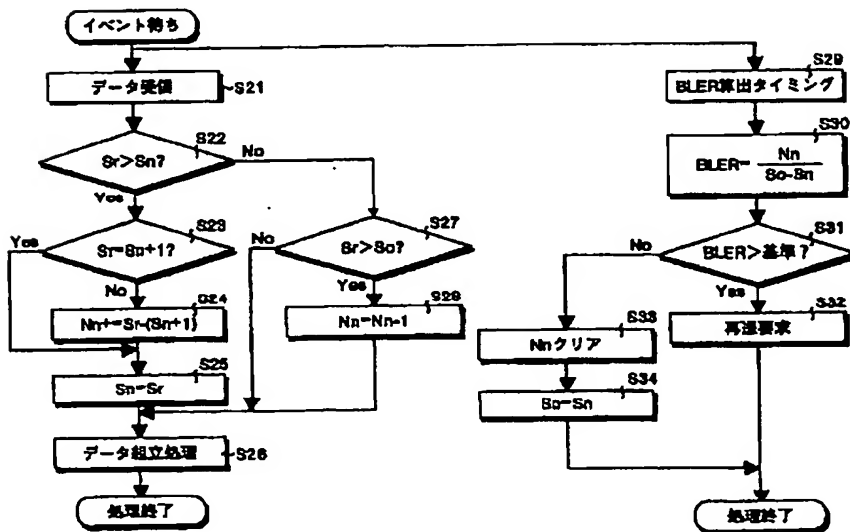 イベント待ち
データ受信
S21
S22
Sr>Sn?
No
Yes
S23
Sr=Sn+1?
Yes
No
S24
Nn+=Sr-(Sn+1)
S25
Sn=Sr
データ組立処理
S26
処理終了
S27
Sr>So?
No
Yes
S28
Nn=Nn-1
S29
BLER算出タイミング
S30
BLER= Nn
So-Sn
S31
BLER>基準?
No
Yes
S32
再送要求
S33
Nnクリア
S34
So=Sn
処理終了